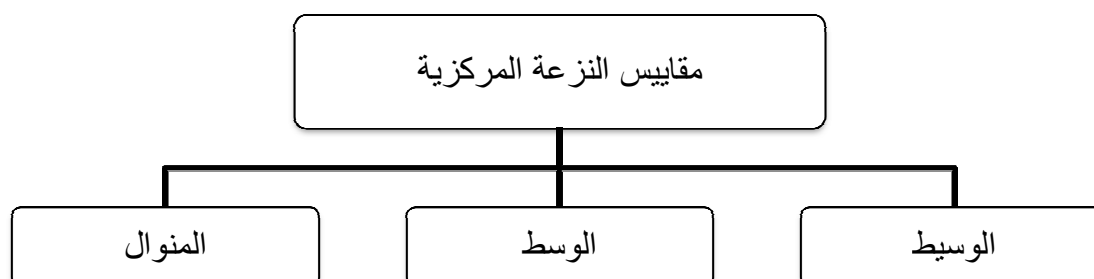 مقاييس النزعة المركزية
الوسيط
الوسط
المنوال